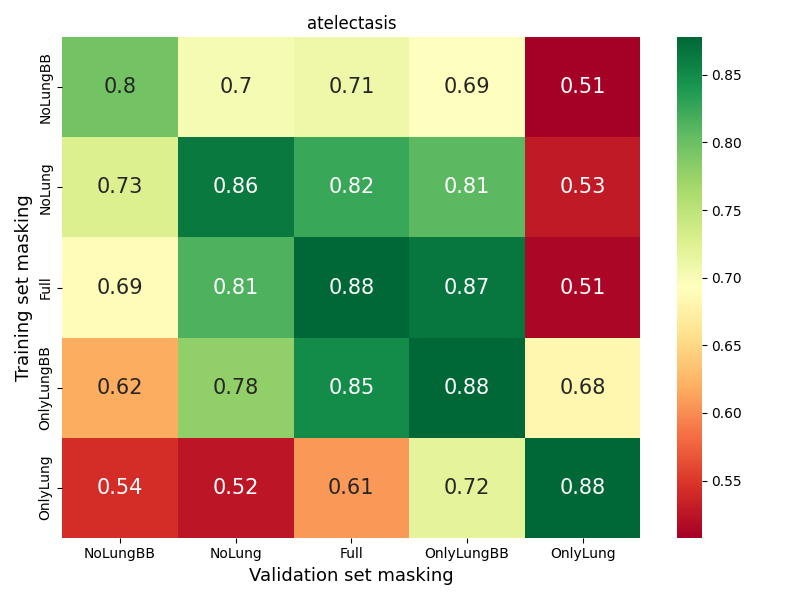 atelectasis
NoLungBB 0.8 0.7 0.71 0.69 0.51
NoLung 0.73 0.86 0.82 0.81 0.53
Full 0.69 0.81 0.88 0.87 0.51
OnlyLungBB 0.62 0.78 0.85 0.88 0.68
OnlyLung 0.54 0.52 0.61 0.72 0.88
NoLungBB NoLung Full OnlyLungBB OnlyLung
Validation set masking
Training set masking
0.85
0.80
0.75
0.70
0.65
0.60
0.55